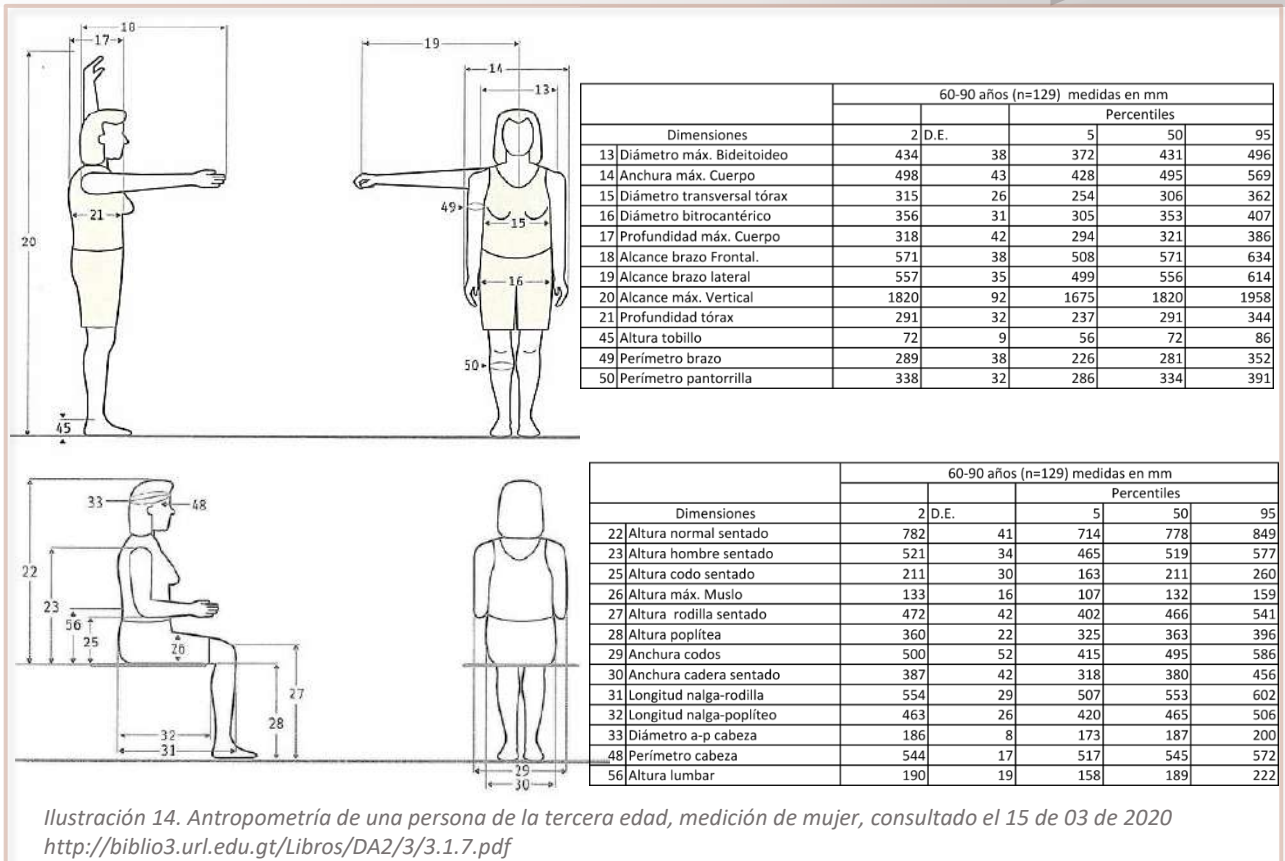 18
17
19
14
13
20
21
49
15
16
50
45
60-90 años (n=129) medidas en mm
Percentiles
Dimensiones 2 D.E. 5 50 95
13 Diámetro máx. Bideitoideo 434 38 372 431 496
14 Anchura máx. Cuerpo 498 43 428 495 569
15 Diámetro transversal tórax 315 26 254 306 362
16 Diámetro bitrocantérico 356 31 305 353 407
17 Profundidad máx. Cuerpo 318 42 294 321 386
18 Alcance brazo Frontal. 571 38 508 571 634
19 Alcance brazo lateral 557 35 499 556 614
20 Alcance máx. Vertical 1820 92 1675 1820 1958
21 Profundidad tórax 291 32 237 291 344
45 Altura tobillo 72 9 56 72 86
49 Perímetro brazo 289 38 226 281 352
50 Perímetro pantorrilla 338 32 286 334 391
33
48
22
23
56
25
26
27
28
32
31
29
30
60-90 años (n=129) medidas en mm
Percentiles
Dimensiones 2 D.E. 5 50 95
22 Altura normal sentado 782 41 714 778 849
23 Altura hombre sentado 521 34 465 519 577
25 Altura codo sentado 211 30 163 211 260
26 Altura máx. Muslo 133 16 107 132 159
27 Altura rodilla sentado 472 42 402 466 541
28 Altura poplítea 360 22 325 363 396
29 Anchura codos 500 52 415 495 586
30 Anchura cadera sentado 387 42 318 380 456
31 Longitud nalga-rodilla 554 29 507 553 602
32 Longitud nalga-poplíteo 463 26 420 465 506
33 Diámetro a-p cabeza 186 8 173 187 200
48 Perímetro cabeza 544 17 517 545 572
56 Altura lumbar 190 19 158 189 222
Ilustración 14. Antropometría de una persona de la tercera edad, medición de mujer, consultado el 15 de 03 de 2020
http://biblio3.url.edu.gt/Libros/DA2/3/3.1.7.pdf